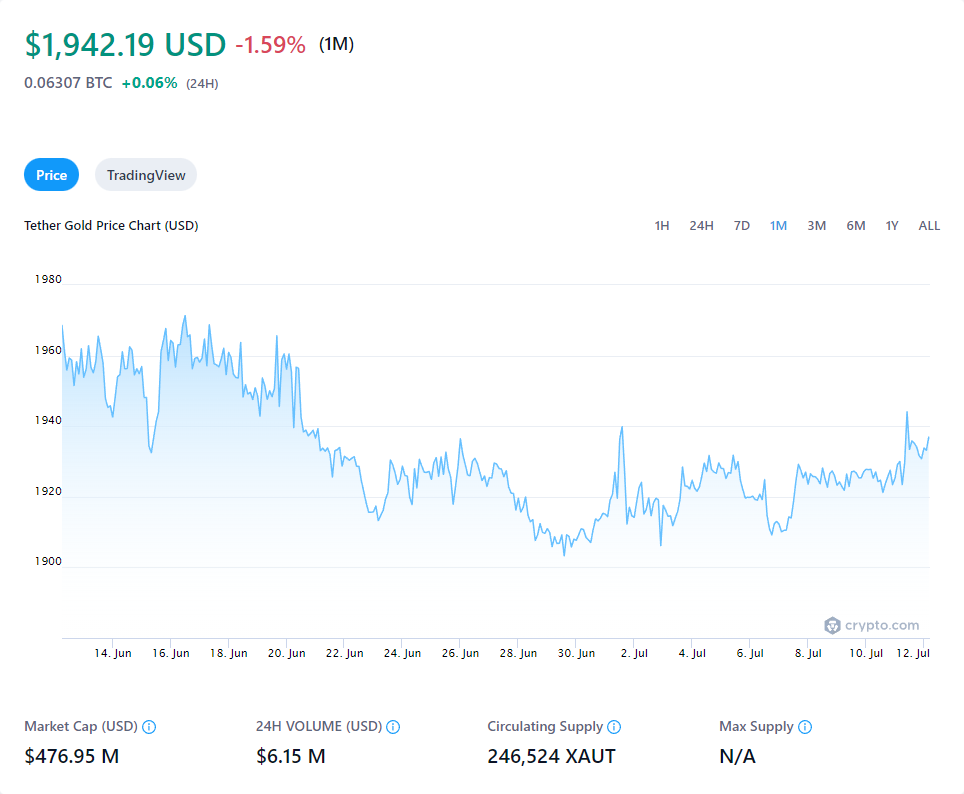 $1,942.19 USD -1.59% (1M)
0.06307 BTC +0.06% (24H)
Price TradingView
Tether Gold Price Chart (USD) 1H 24H 7D 1M 3M 6M 1Y ALL
1980
1960
1940
1920
1900
crypto.com
14. Jun 16. Jun 18. Jun 20. Jun 22. Jun 24. Jun 26. Jun 28. Jun 30. Jun 2. Jul 4. Jul 6. Jul 8. Jul 10. Jul 12. Jul
Market Cap (USD) 24H VOLUME (USD) Circulating Supply Max Supply
$476.95 M $6.15 M 246,524 XAUT N/A